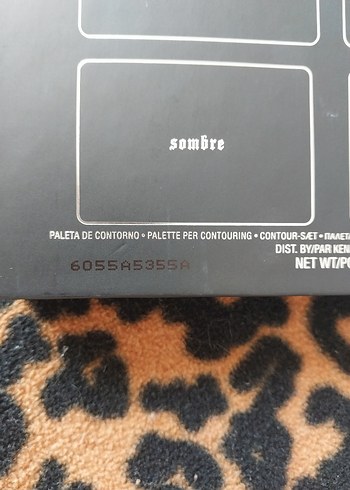 sombre
PALETA DE CONTORNO • PALETTE PER CONTOURING • CONTOUR-SÆT •
DIST. BY/PAR
NET WT/
6055A5355A